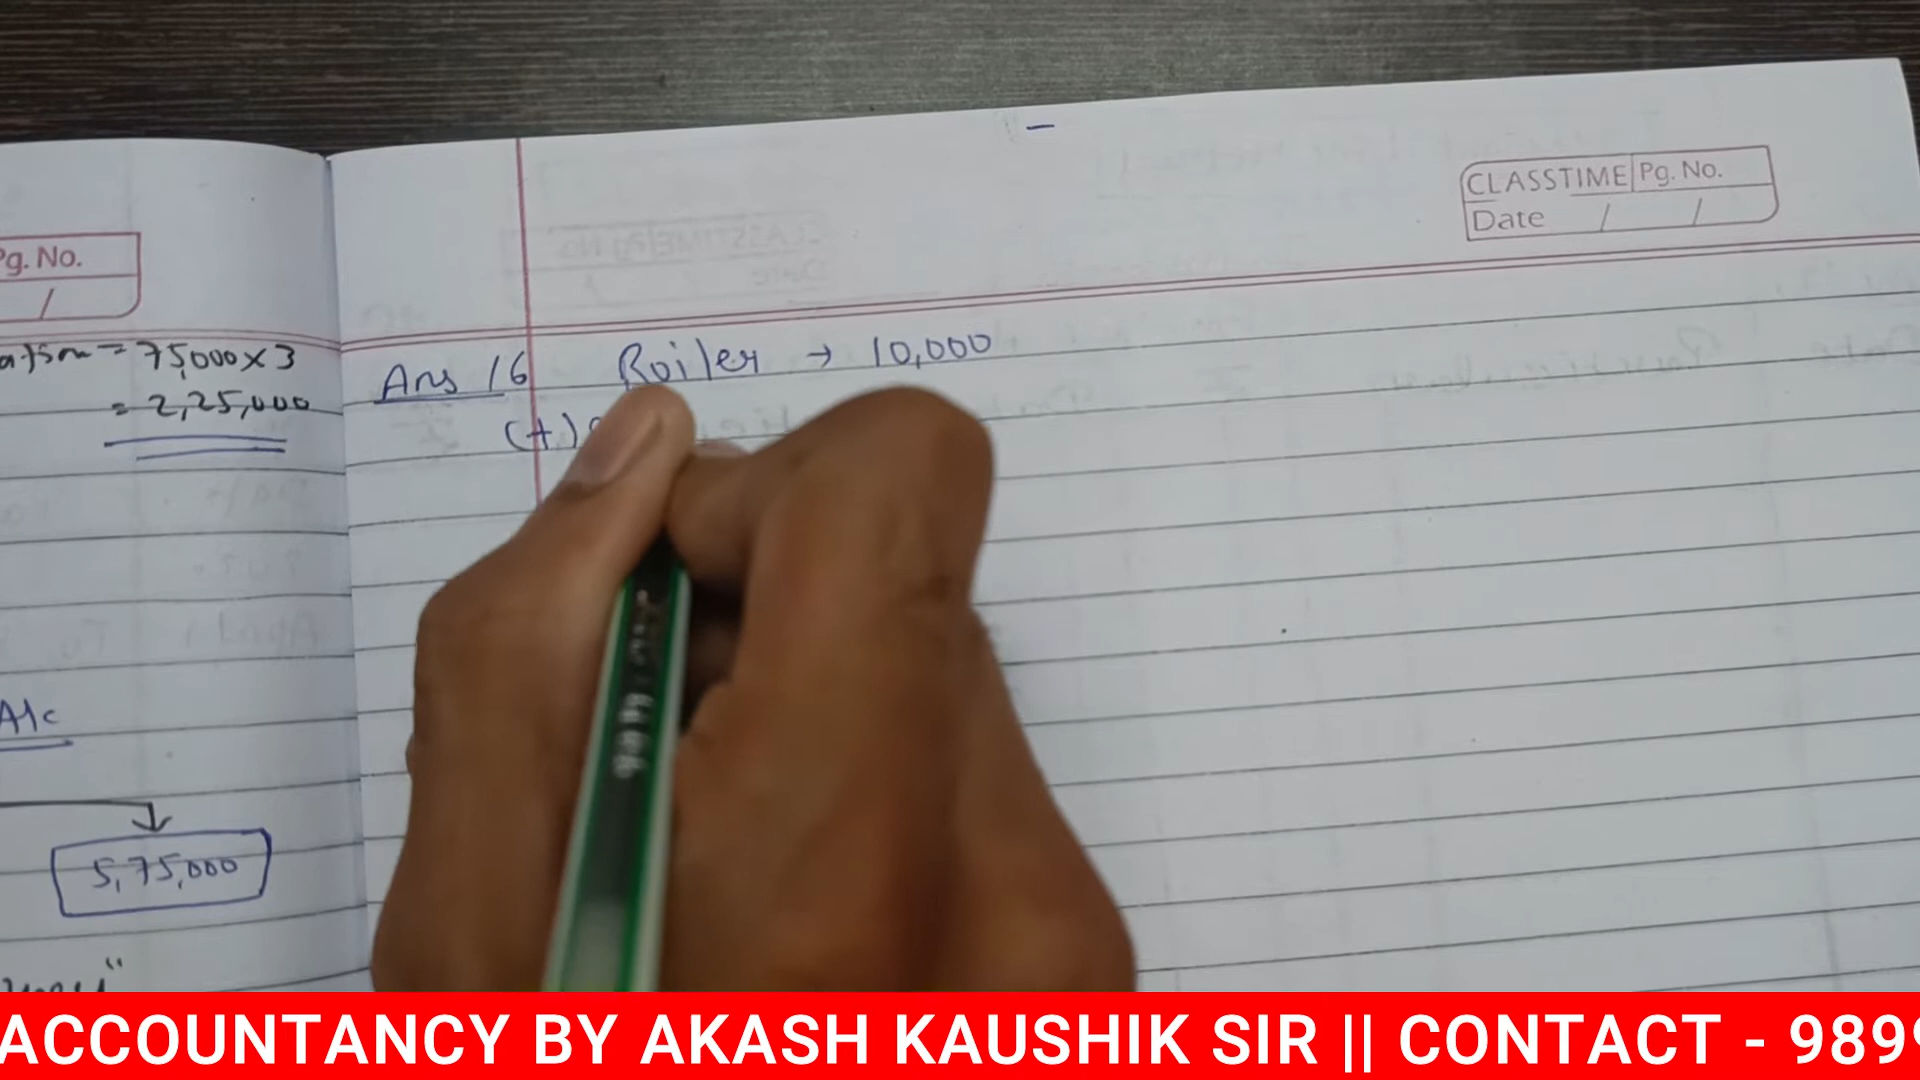 Pg. No.
/
= 75,000 × 3
= 2,25,000
A/c
5,75,000
CLASSTIME Pg. No.
Date / /
Ans 16 Boiler → 10,000
(+)
ACCOUNTANCY BY AKASH KAUSHIK SIR || CONTACT - 989